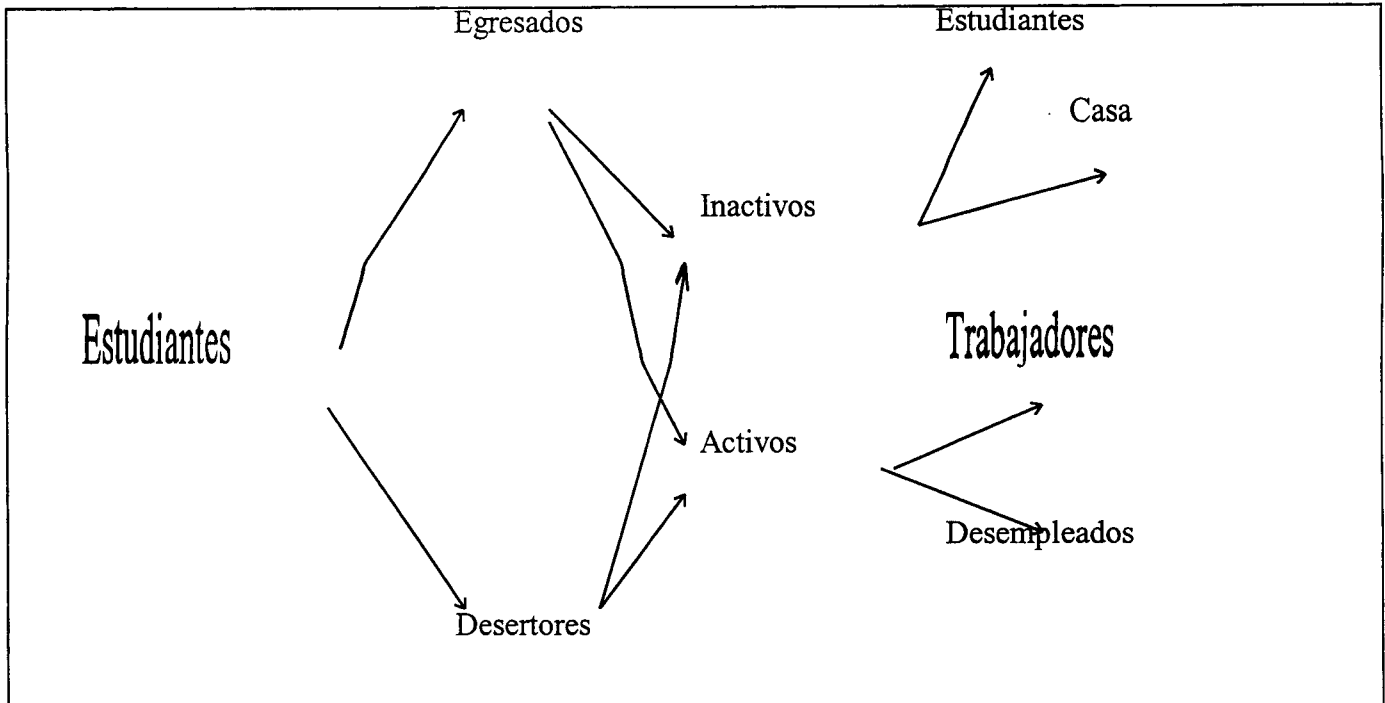 Egresados
Estudiantes
Casa
Inactivos
Estudiantes
Trabajadores
Activos
Desempleados
Desertores